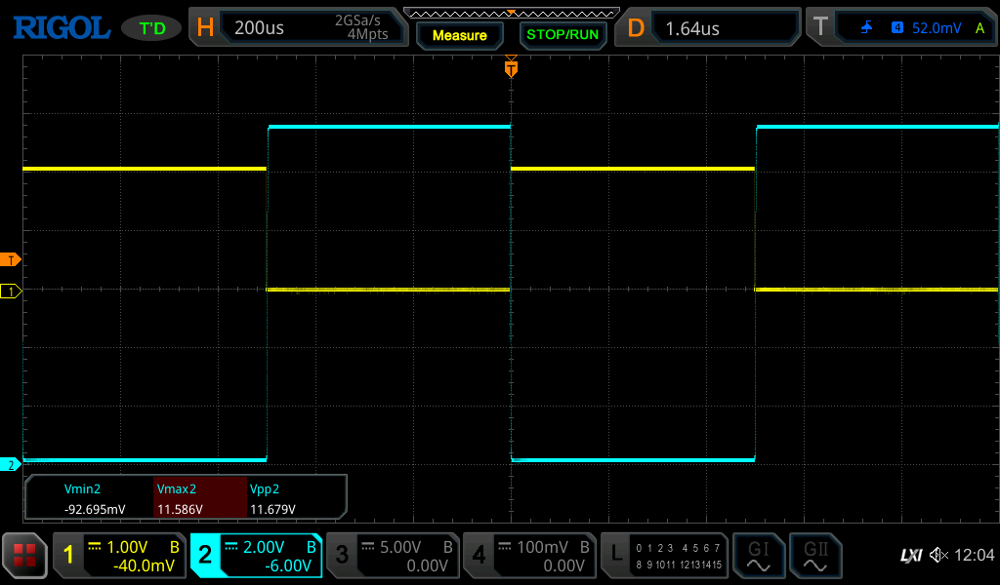 RIGOL T'D H 200us 2GSa/s 4Mpts Measure STOP/RUN D 1.64us T 4 52.0mV A
T
T
1
2
Vmin2 Vmax2 Vpp2
-92.695mV 11.586V 11.679V
1 1.00V B -40.0mV 2 2.00V B -6.00V 3 5.00V B 0.00V 4 100mV B 0.00V L 0 1 2 3 4 5 6 7 8 9 10 11 12 13 14 15 GI GII LXI 12:04